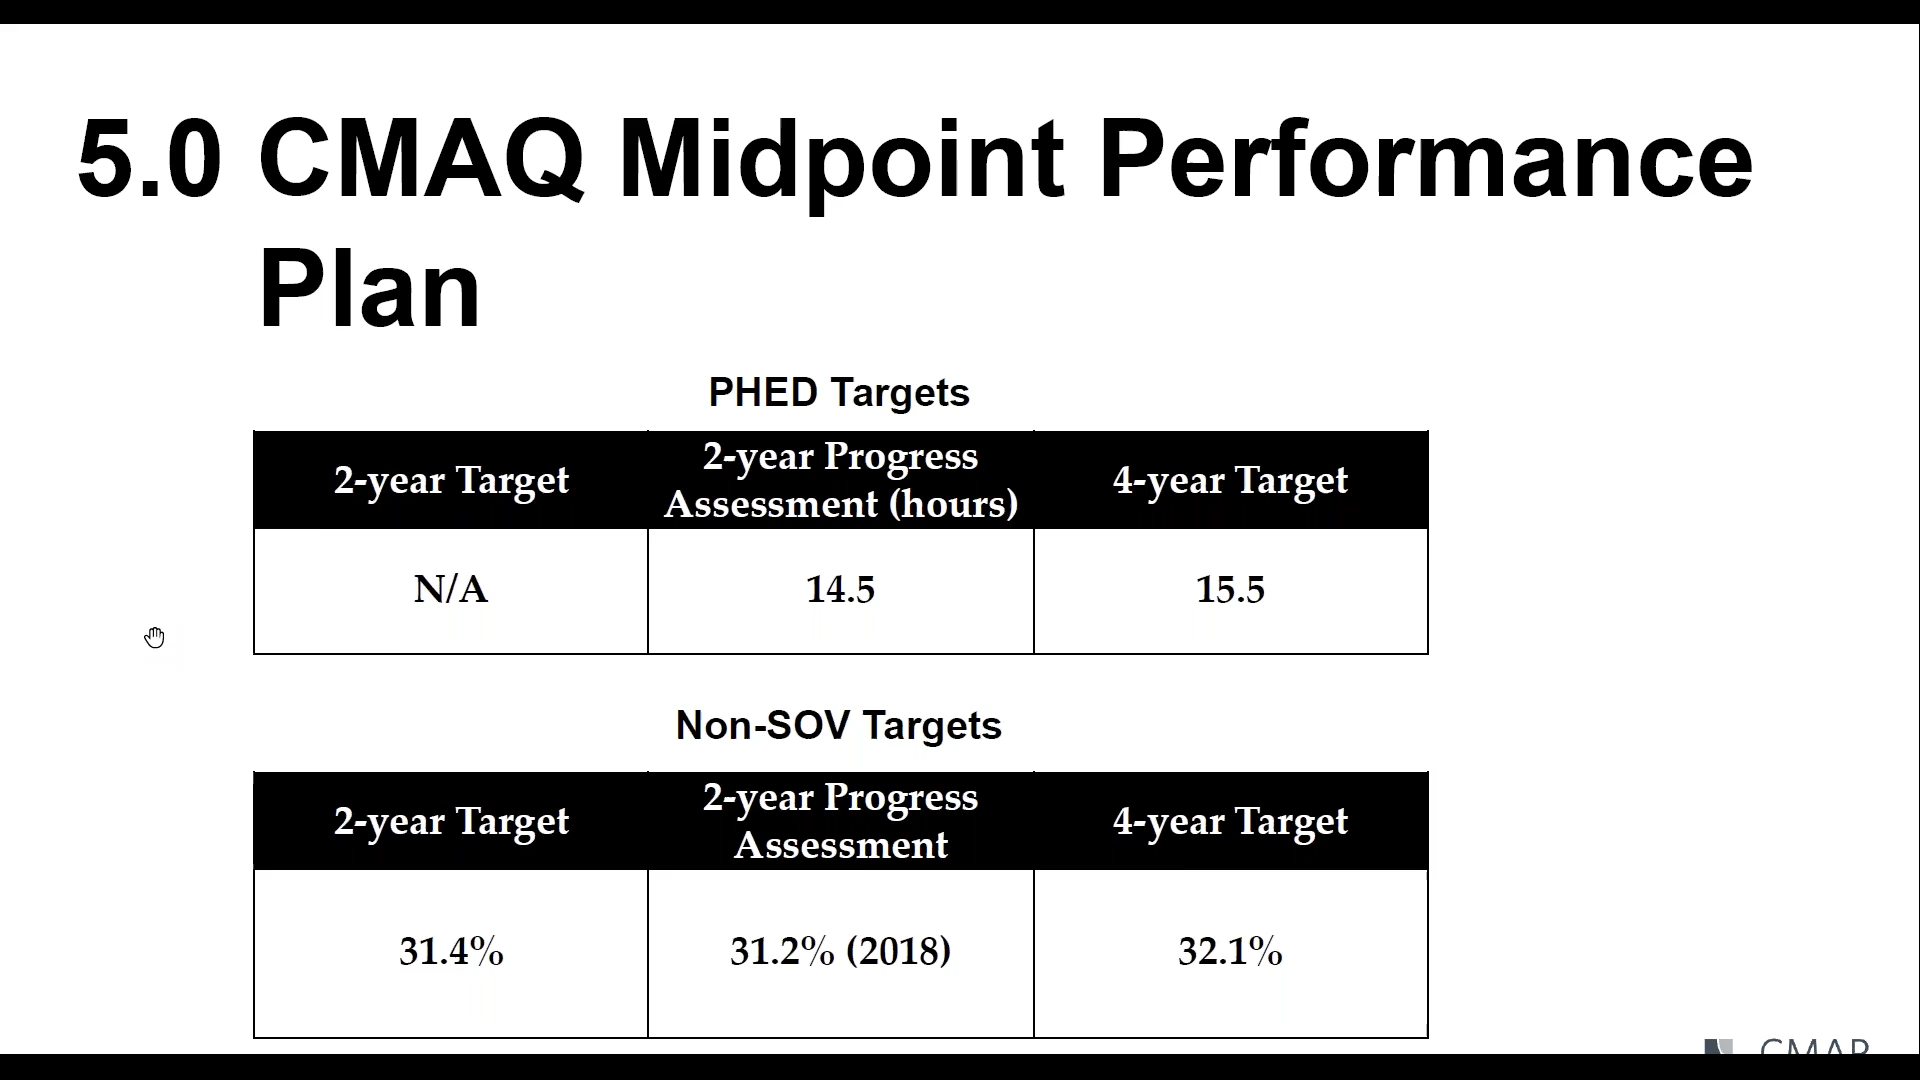 5.0 CMAQ Midpoint Performance
Plan
PHED Targets
2-year Target
2-year Progress
Assessment (hours)
4-year Target
N/A
14.5
15.5
Non-SOV Targets
2-year Target
2-year Progress
Assessment
4-year Target
31.4%
31.2% (2018)
32.1%
CMAP